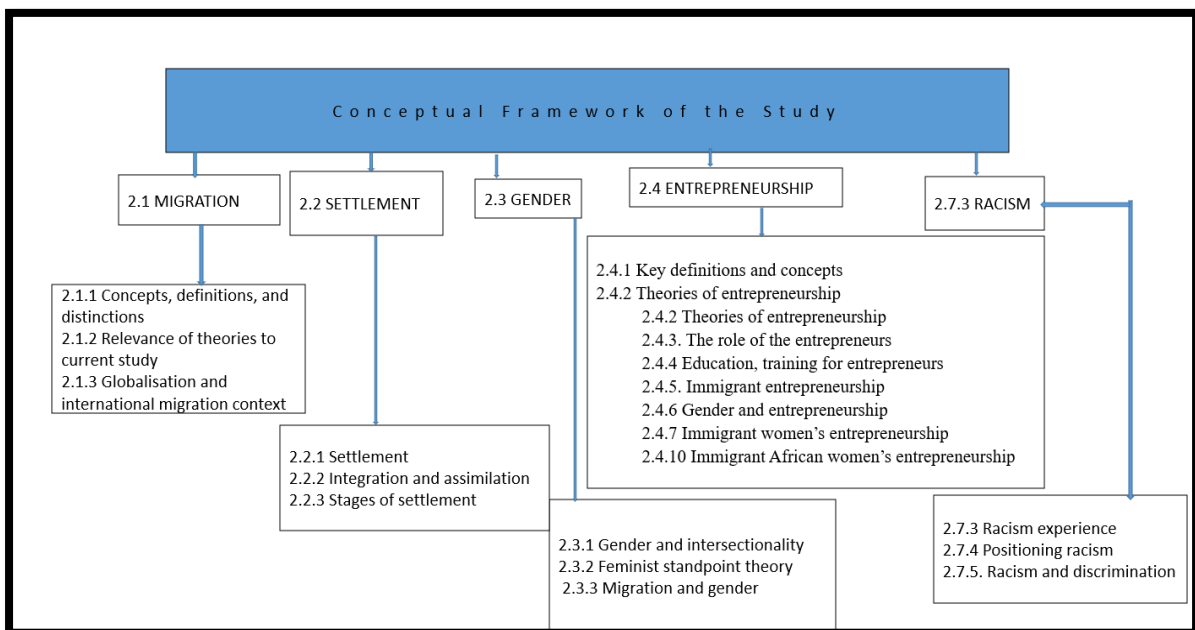 Conceptual Framework of the Study
2.1 MIGRATION
2.2 SETTLEMENT
2.3 GENDER
2.4 ENTREPRENEURSHIP
2.7.3 RACISM
2.1.1 Concepts, definitions, and
distinctions
2.1.2 Relevance of theories to
current study
2.1.3 Globalisation and
international migration context
2.2.1 Settlement
2.2.2 Integration and assimilation
2.2.3 Stages of settlement
2.3.1 Gender and intersectionality
2.3.2 Feminist standpoint theory
2.3.3 Migration and gender
2.4.1 Key definitions and concepts
2.4.2 Theories of entrepreneurship
2.4.2 Theories of entrepreneurship
2.4.3. The role of the entrepreneurs
2.4.4 Education, training for entrepreneurs
2.4.5. Immigrant entrepreneurship
2.4.6 Gender and entrepreneurship
2.4.7 Immigrant women’s entrepreneurship
2.4.10 Immigrant African women’s entrepreneurship
2.7.3 Racism experience
2.7.4 Positioning racism
2.7.5. Racism and discrimination